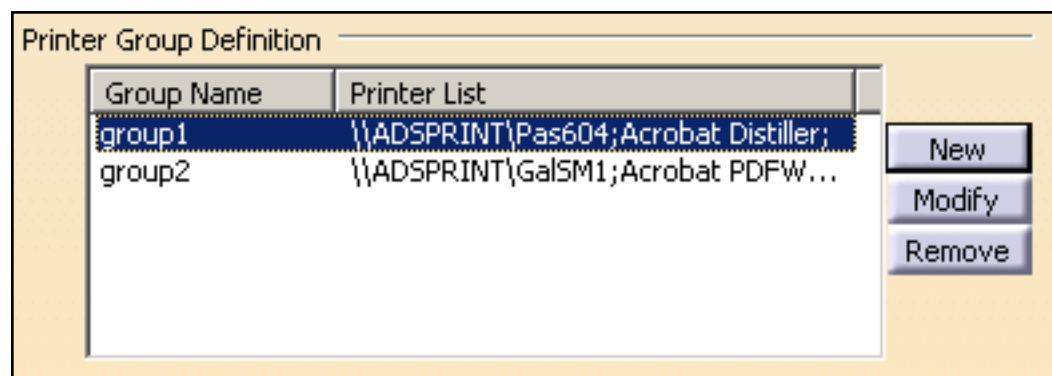 Printer Group Definition
Group Name Printer List
group1 \\ADSPRINT\Pas604;Acrobat Distiller;
group2 \\ADSPRINT\GalSM1;Acrobat PDFW...
New
Modify
Remove